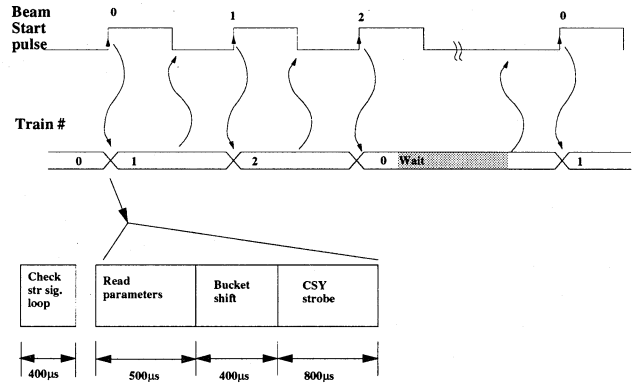 Beam
Start
pulse
0
1
2
0
Train #
0
1
2
0
Wait
1
Check
str sig.
loop
Read
parameters
Bucket
shift
CSY
strobe
400μs
500μs
400μs
800μs